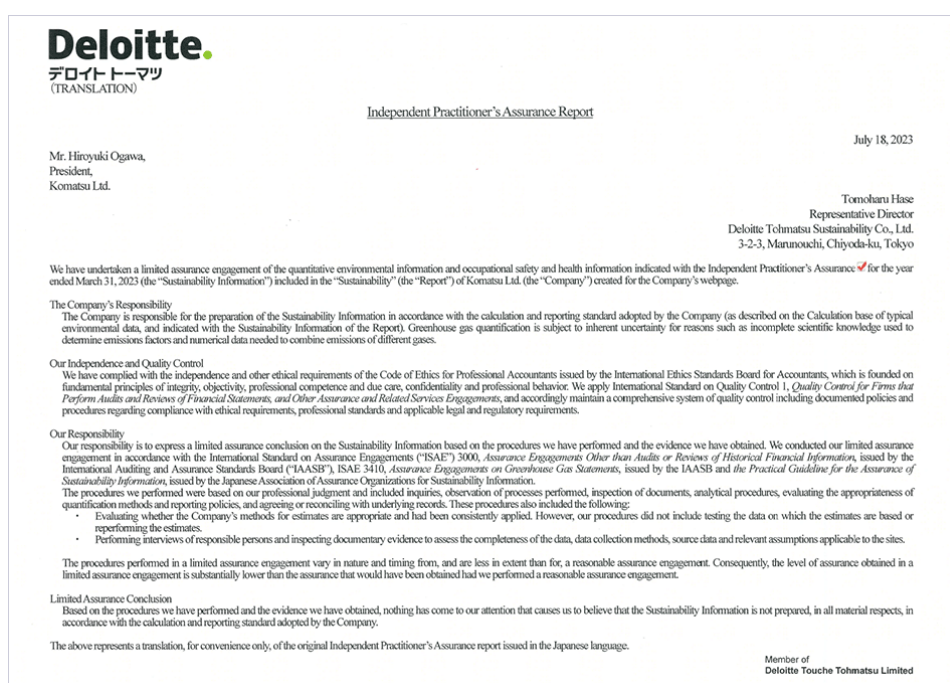 Deloitte.
デロイト トーマツ
(TRANSLATION)
Independent Practitioner's Assurance Report
July 18, 2023
Mr. Hiroyuki Ogawa,
President,
Komatsu Ltd.
Tomoharu Hase
Representative Director
Deloitte Tohmatsu Sustainability Co., Ltd.
3-2-3, Marunouchi, Chiyoda-ku, Tokyo
We have undertaken a limited assurance engagement of the quantitative environmental information and occupational safety and health information indicated with the Independent Practitioner's Assurance ✓ for the year
ended March 31, 2023 (the "Sustainability Information") included in the "Sustainability" (the "Report") of Komatsu Ltd. (the "Company") created for the Company's webpage.
The Company's Responsibility
The Company is responsible for the preparation of the Sustainability Information in accordance with the calculation and reporting standard adopted by the Company (as described on the Calculation base of typical
environmental data, and indicated with the Sustainability Information of the Report). Greenhouse gas quantification is subject to inherent uncertainty for reasons such as incomplete scientific knowledge used to
determine emissions factors and numerical data needed to combine emissions of different gases.
Our Independence and Quality Control
We have complied with the independence and other ethical requirements of the Code of Ethics for Professional Accountants issued by the International Ethics Standards Board for Accountants, which is founded on
fundamental principles of integrity, objectivity, professional competence and due care, confidentiality and professional behavior. We apply International Standard on Quality Control 1, Quality Control for Firms that
Perform Audits and Reviews of Financial Statements, and Other Assurance and Related Services Engagements, and accordingly maintain a comprehensive system of quality control including documented policies and
procedures regarding compliance with ethical requirements, professional standards and applicable legal and regulatory requirements.
Our Responsibility
Our responsibility is to express a limited assurance conclusion on the Sustainability Information based on the procedures we have performed and the evidence we have obtained. We conducted our limited assurance
engagement in accordance with the International Standard on Assurance Engagements ("ISAE") 3000, Assurance Engagements Other than Audits or Reviews of Historical Financial Information, issued by the
International Auditing and Assurance Standards Board ("IAASB"), ISAE 3410, Assurance Engagements on Greenhouse Gas Statements, issued by the IAASB and the Practical Guideline for the Assurance of
Sustainability Information, issued by the Japanese Association of Assurance Organizations for Sustainability Information.
The procedures we performed were based on our professional judgment and included inquiries, observation of processes performed, inspection of documents, analytical procedures, evaluating the appropriateness of
quantification methods and reporting policies, and agreeing or reconciling with underlying records. These procedures also included the following:
• Evaluating whether the Company's methods for estimates are appropriate and had been consistently applied. However, our procedures did not include testing the data on which the estimates are based or
reperforming the estimates.
• Performing interviews of responsible persons and inspecting documentary evidence to assess the completeness of the data, data collection methods, source data and relevant assumptions applicable to the sites.
The procedures performed in a limited assurance engagement vary in nature and timing from, and are less in extent than for, a reasonable assurance engagement. Consequently, the level of assurance obtained in a
limited assurance engagement is substantially lower than the assurance that would have been obtained had we performed a reasonable assurance engagement.
Limited Assurance Conclusion
Based on the procedures we have performed and the evidence we have obtained, nothing has come to our attention that causes us to believe that the Sustainability Information is not prepared, in all material respects, in
accordance with the calculation and reporting standard adopted by the Company.
The above represents a translation, for convenience only, of the original Independent Practitioner's Assurance report issued in the Japanese language.
Member of
Deloitte Touche Tohmatsu Limited